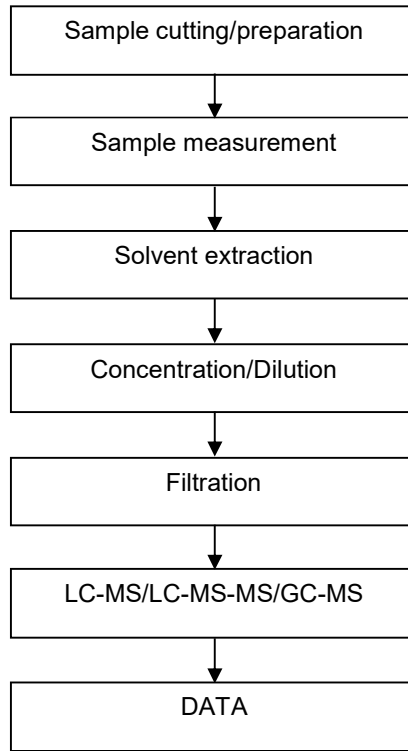 Sample cutting/preparation
Sample measurement
Solvent extraction
Concentration/Dilution
Filtration
LC-MS/LC-MS-MS/GC-MS
DATA